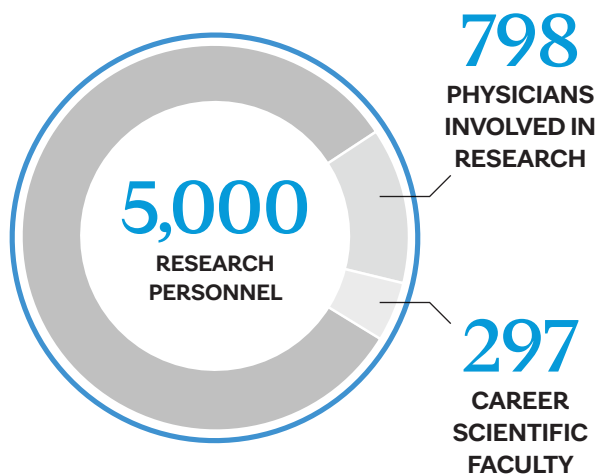 798
PHYSICIANS
INVOLVED IN
RESEARCH
5,000
RESEARCH
PERSONNEL
297
CAREER
SCIENTIFIC
FACULTY